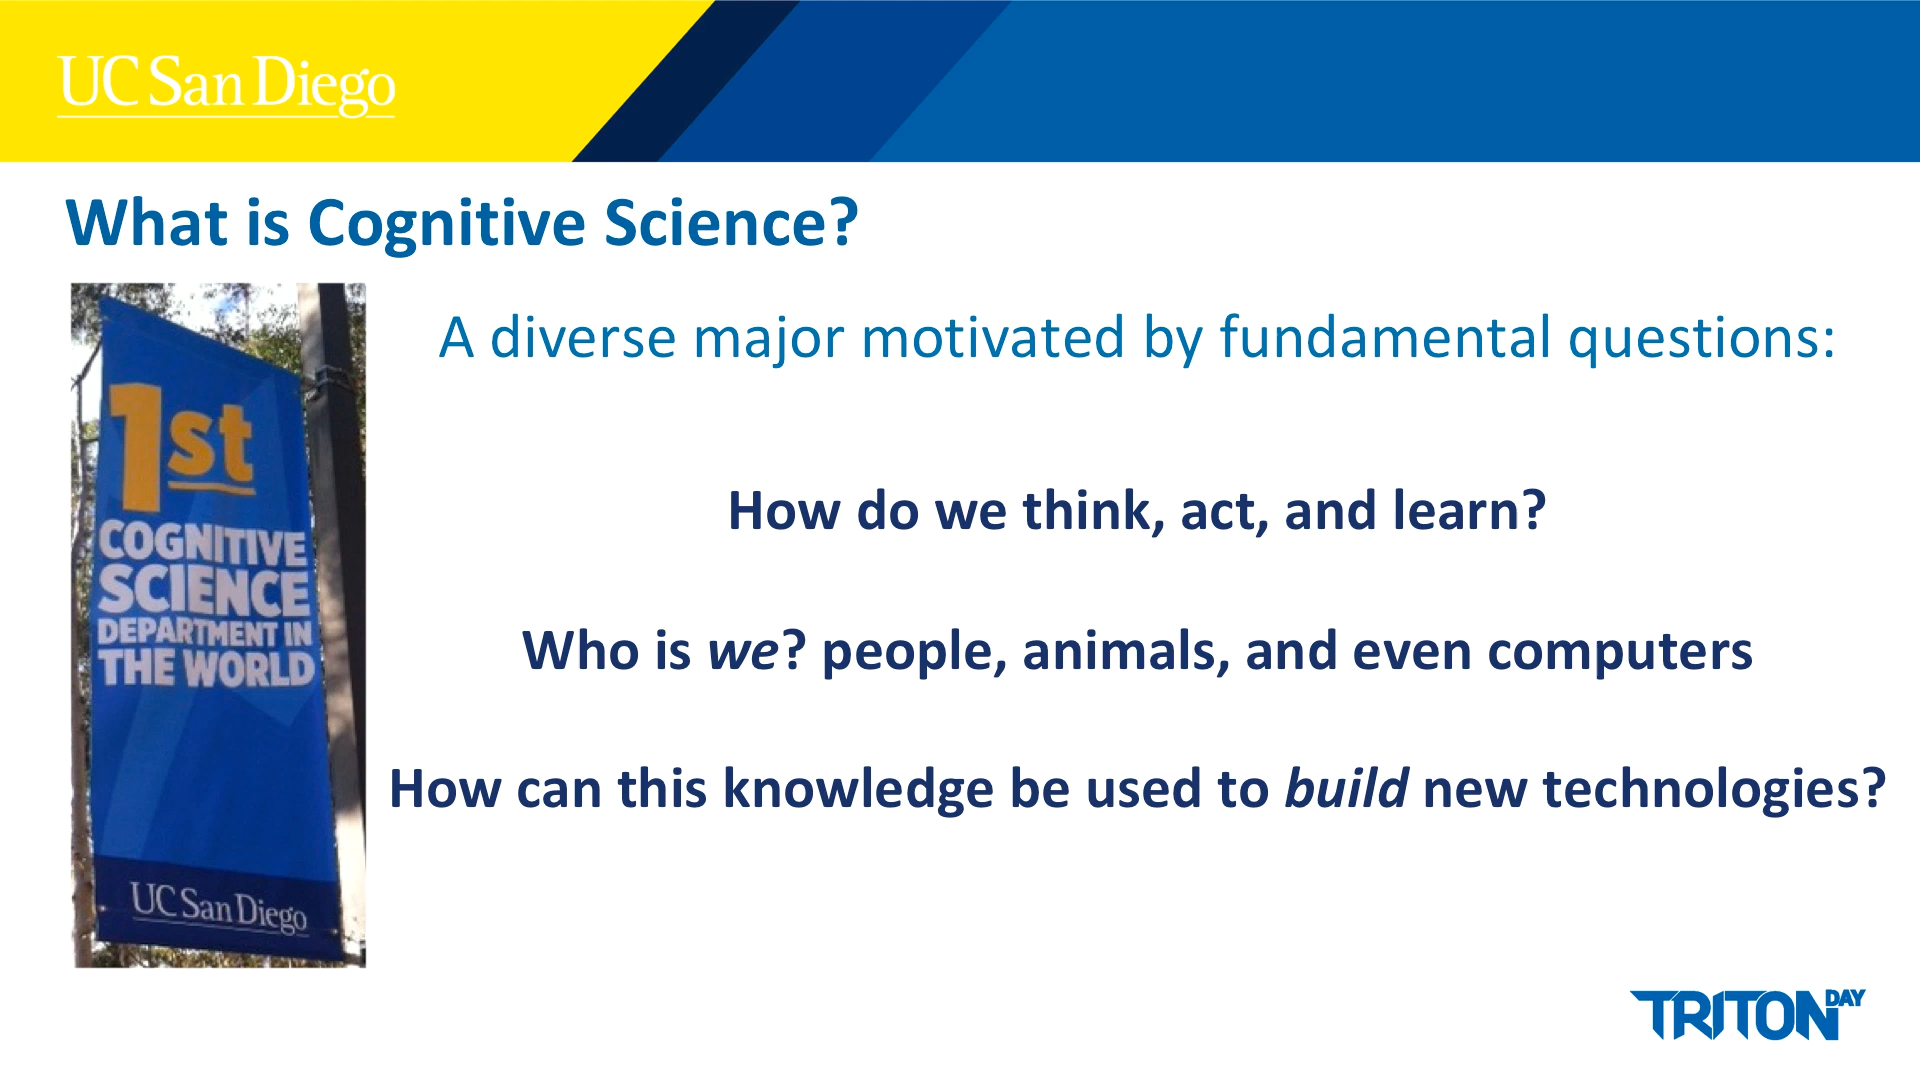 UC San Diego
What is Cognitive Science?
A diverse major motivated by fundamental questions:
How do we think, act, and learn?
Who is we? people, animals, and even computers
How can this knowledge be used to build new technologies?
1st
COGNITIVE
SCIENCE
DEPARTMENT IN
THE WORLD
UC San Diego
TRITON DAY